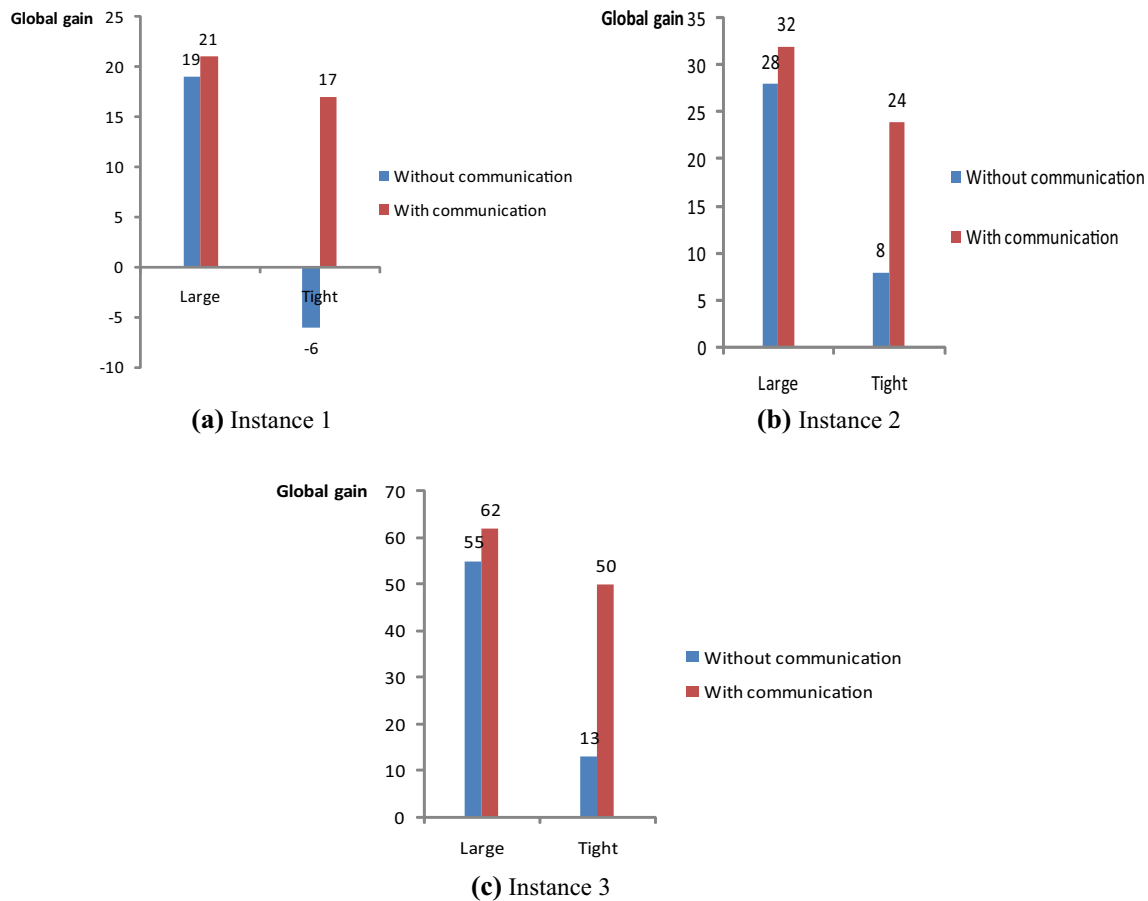 Global gain
25
20
15
10
5
0
-5
-10
19
21
17
-6
Large
Tight
Without communication
With communication
(a) Instance 1
Global gain
35
30
25
20
15
10
5
0
28
32
8
24
Large
Tight
Without communication
With communication
(b) Instance 2
Global gain
70
60
50
40
30
20
10
0
55
62
13
50
Large
Tight
Without communication
With communication
(c) Instance 3